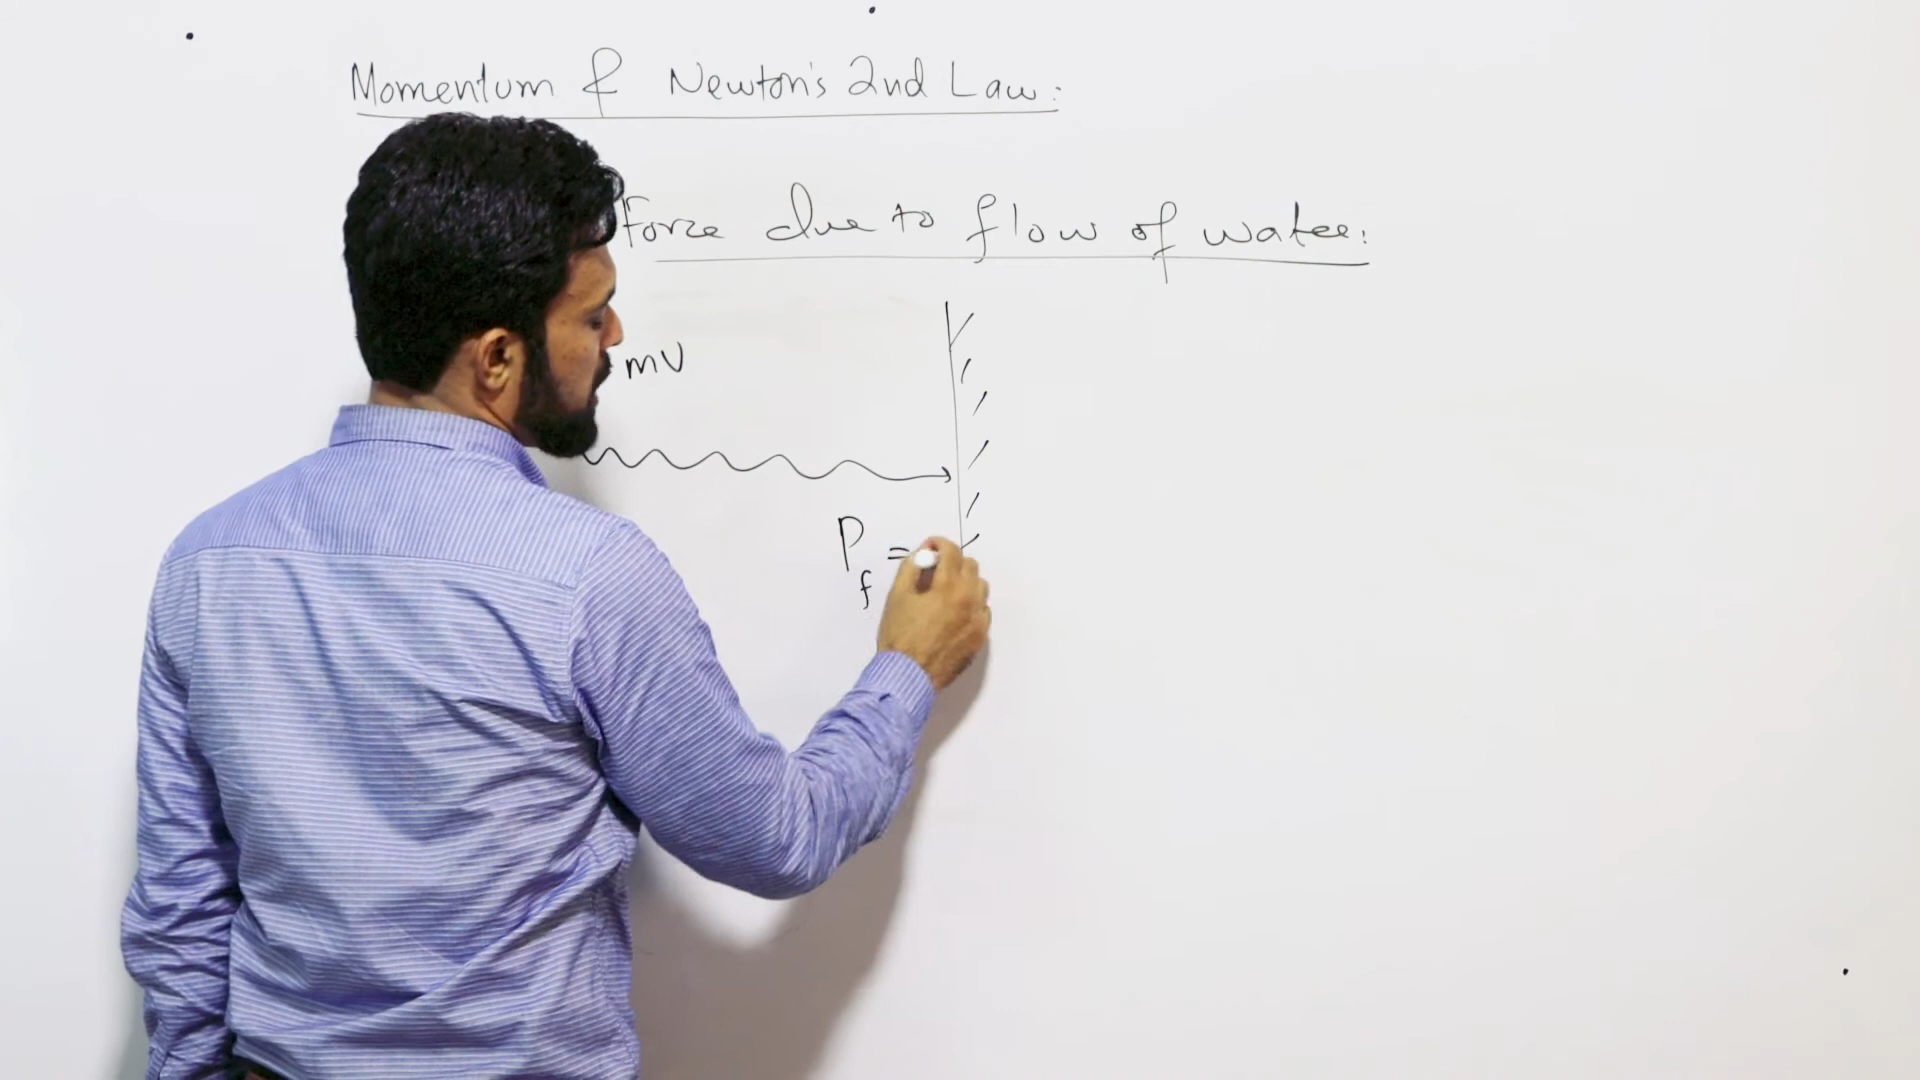 Momentum & Newton's 2nd Law:
Force due to flow of water:
mv
P
f =